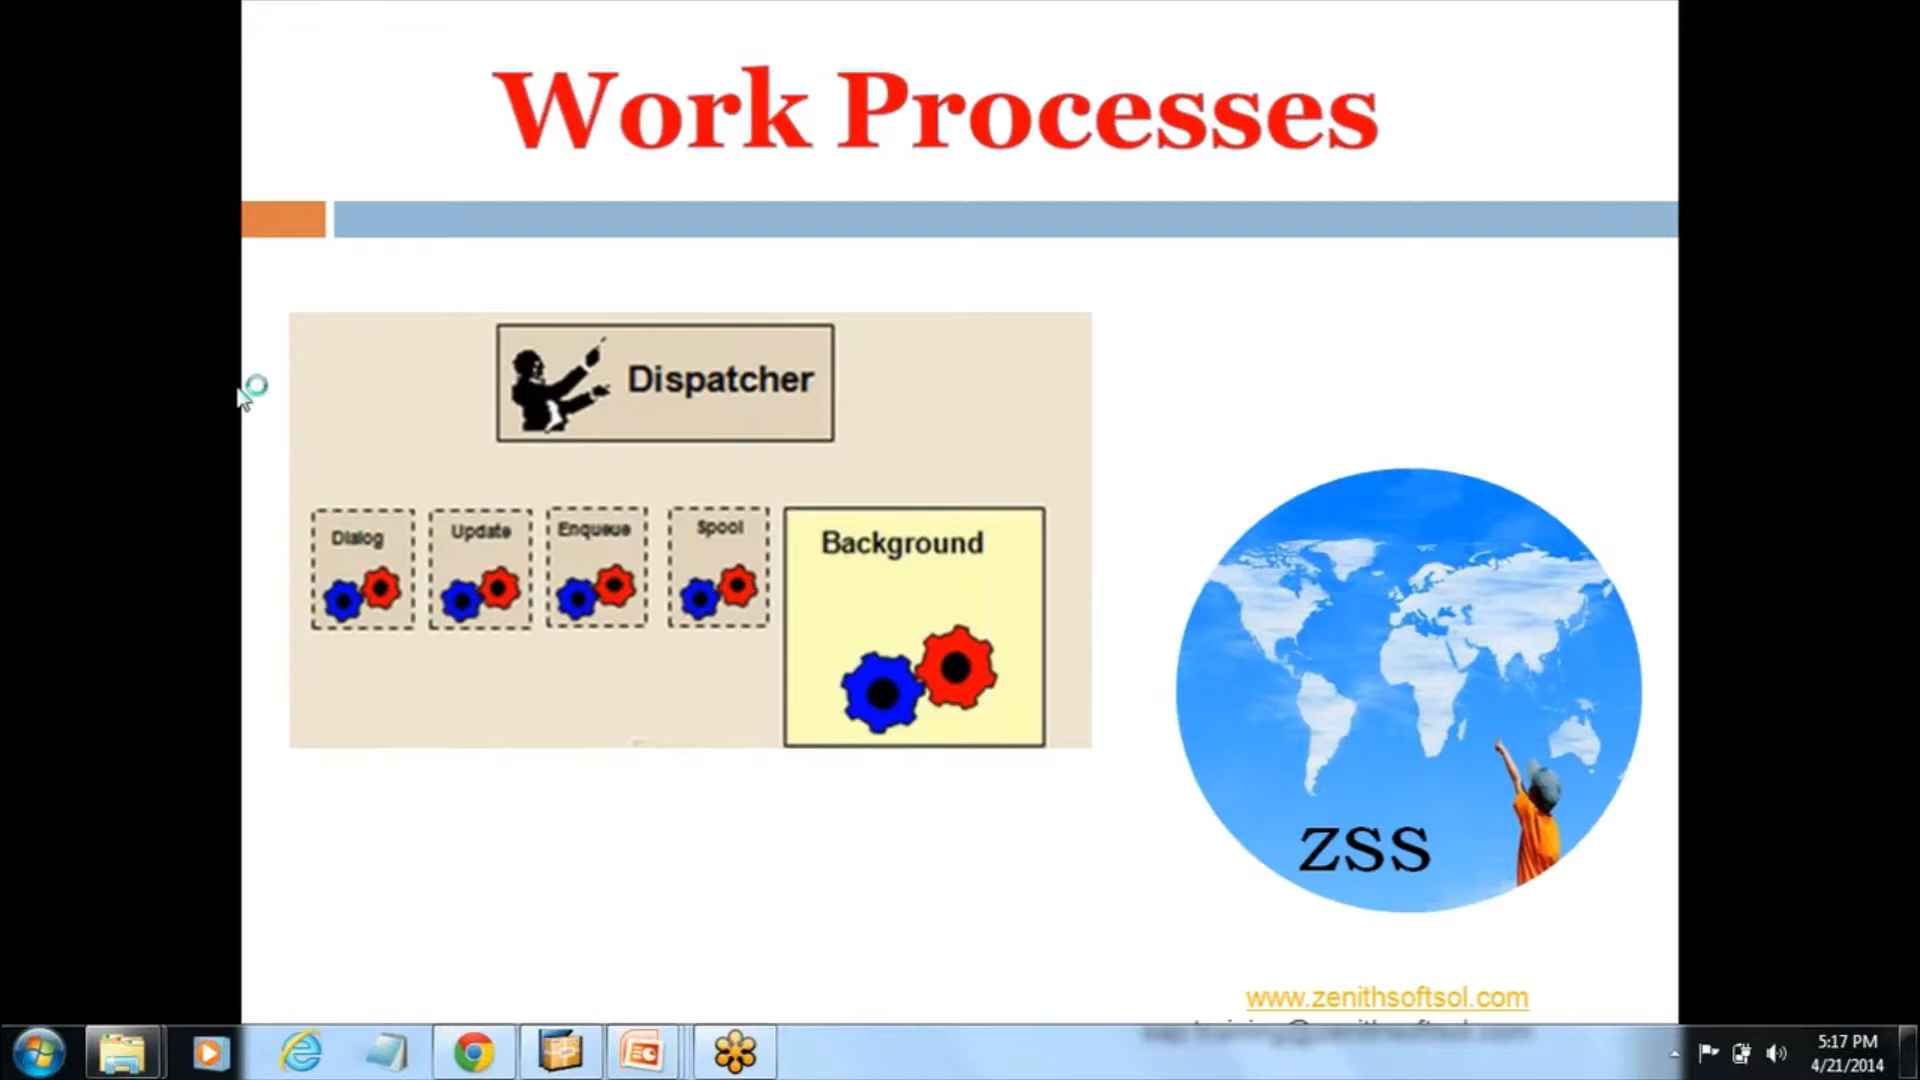 Work Processes
Dispatcher
Dialog
Update
Enqueue
Spool
Background
ZSS
www.zenithsoftsol.com
5:17 PM
4/21/2014